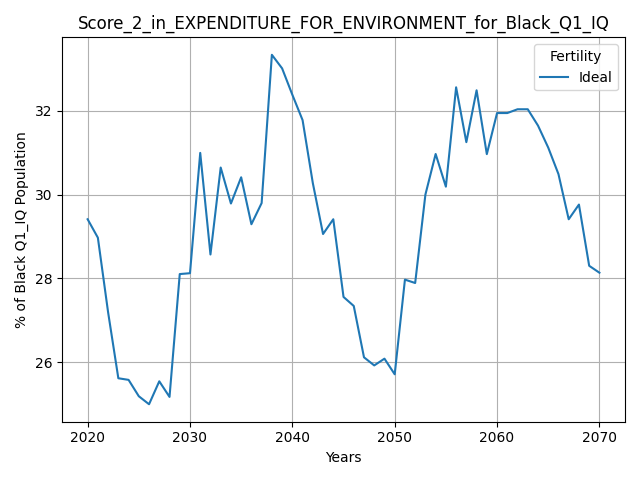 Score_2_in_EXPENDITURE_FOR_ENVIRONMENT_for_Black_Q1_IQ
Fertility
Ideal
% of Black Q1_IQ Population
32
30
28
26
2020 2030 2040 2050 2060 2070
Years